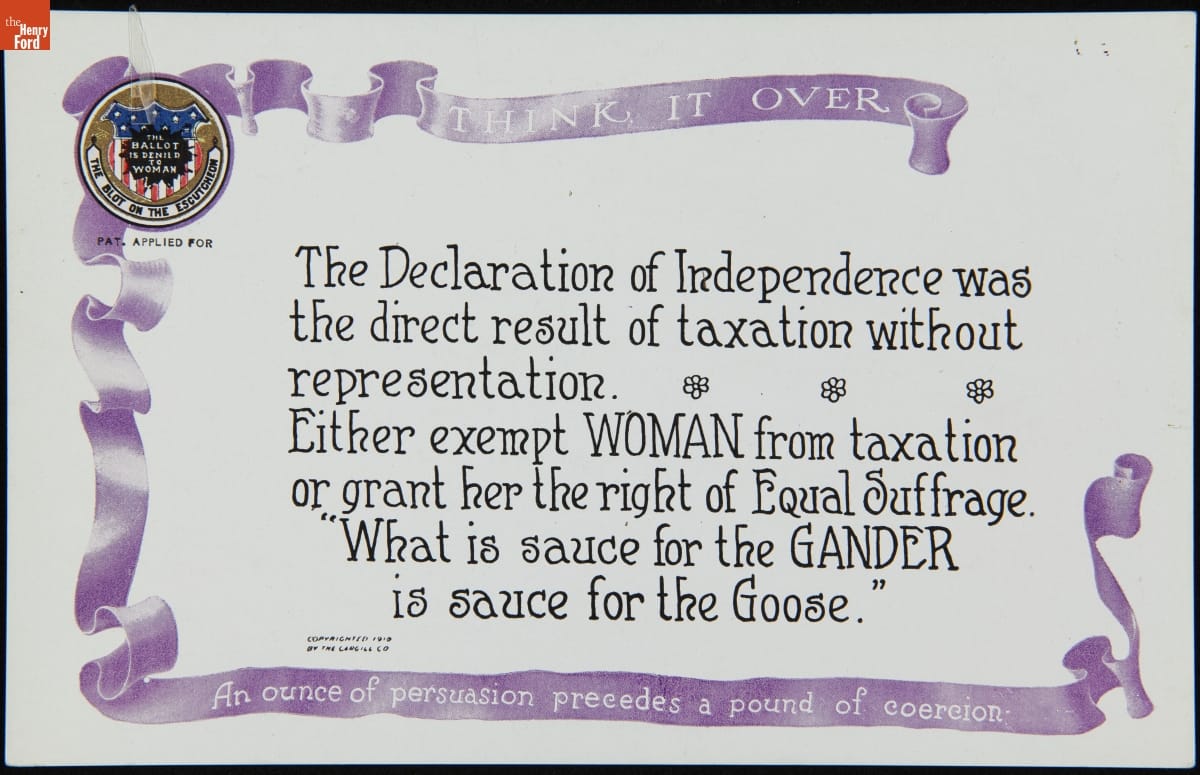 the
Henry
Ford
THINK IT OVER
THE
BALLOT
IS DENIED
TO
WOMAN
THE BLOT ON THE ESCUTCHEON
PAT. APPLIED FOR
The Declaration of Independence was
the direct result of taxation without
representation.
Either exempt WOMAN from taxation
or grant her the right of Equal Suffrage.
"What is sauce for the GANDER
is sauce for the Goose."
COPYRIGHTED 1910
BY THE CARGILL CO
An ounce of persuasion precedes a pound of coercion.